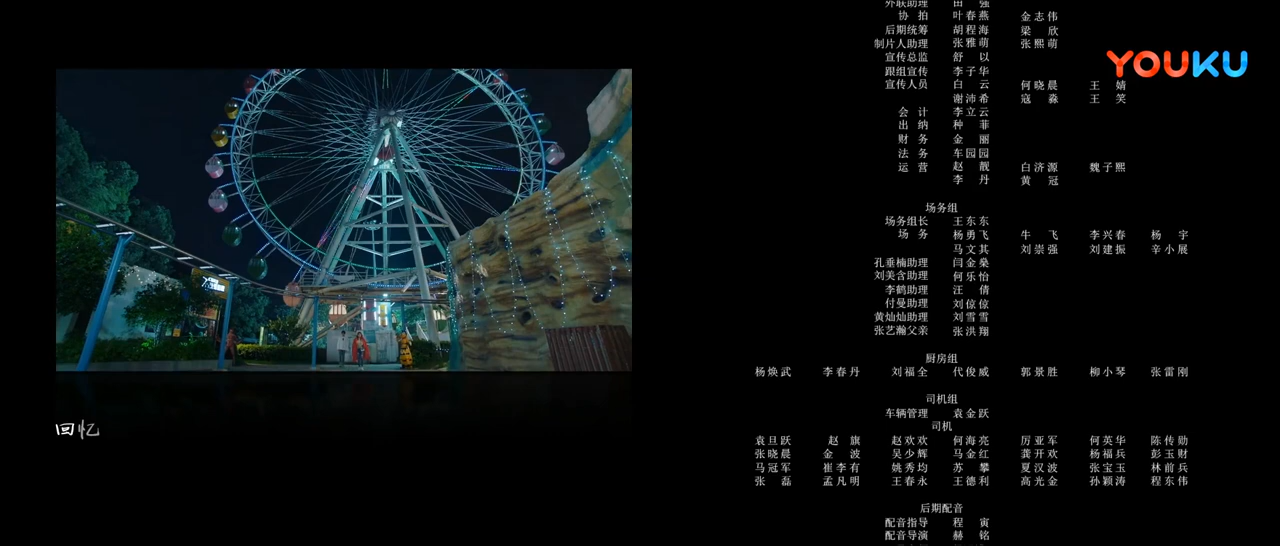 外联助理 田 强
协 拍 叶春燕 金志伟
后期统筹 胡程海 梁 欣
制片人助理 张雅萌 张熙萌
宣传总监 舒 以
跟组宣传 李子华
宣传人员 白 云 何晓晨 王 婧
谢沛希 寇 淼 王 笑
会 计 李立云
出 纳 种 菲
财 务 金 丽
法 务 车园园
运 营 赵 靓 白济源 魏子熙
李 丹 黄 冠
场务组
场务组长 王东东
场 务 杨勇飞 牛 飞 李兴春 杨 宇
马文其 刘崇强 刘建振 辛小展
孔垂楠助理 闫金燊
刘美含助理 何乐怡
李鹤助理 汪 倩
付曼助理 刘倞倞
黄灿灿助理 刘雪雪
张艺瀚父亲 张洪翔
厨房组
杨焕武 李春丹 刘福全 代俊威 郭景胜 柳小琴 张雷刚
司机组
车辆管理 袁金跃
司机
袁旦跃 赵 旗 赵欢欢 何海亮 厉亚军 何英华 陈传勋
张晓晨 金 波 吴少辉 马金红 龚开欢 杨福兵 彭玉财
马冠军 崔李有 姚秀均 苏 攀 夏汉波 张宝玉 林前兵
张 磊 孟凡明 王春永 王德利 高光金 孙颖涛 程东伟
后期配音
配音指导 程 寅
配音导演 赫 铭
YOUKU
回忆